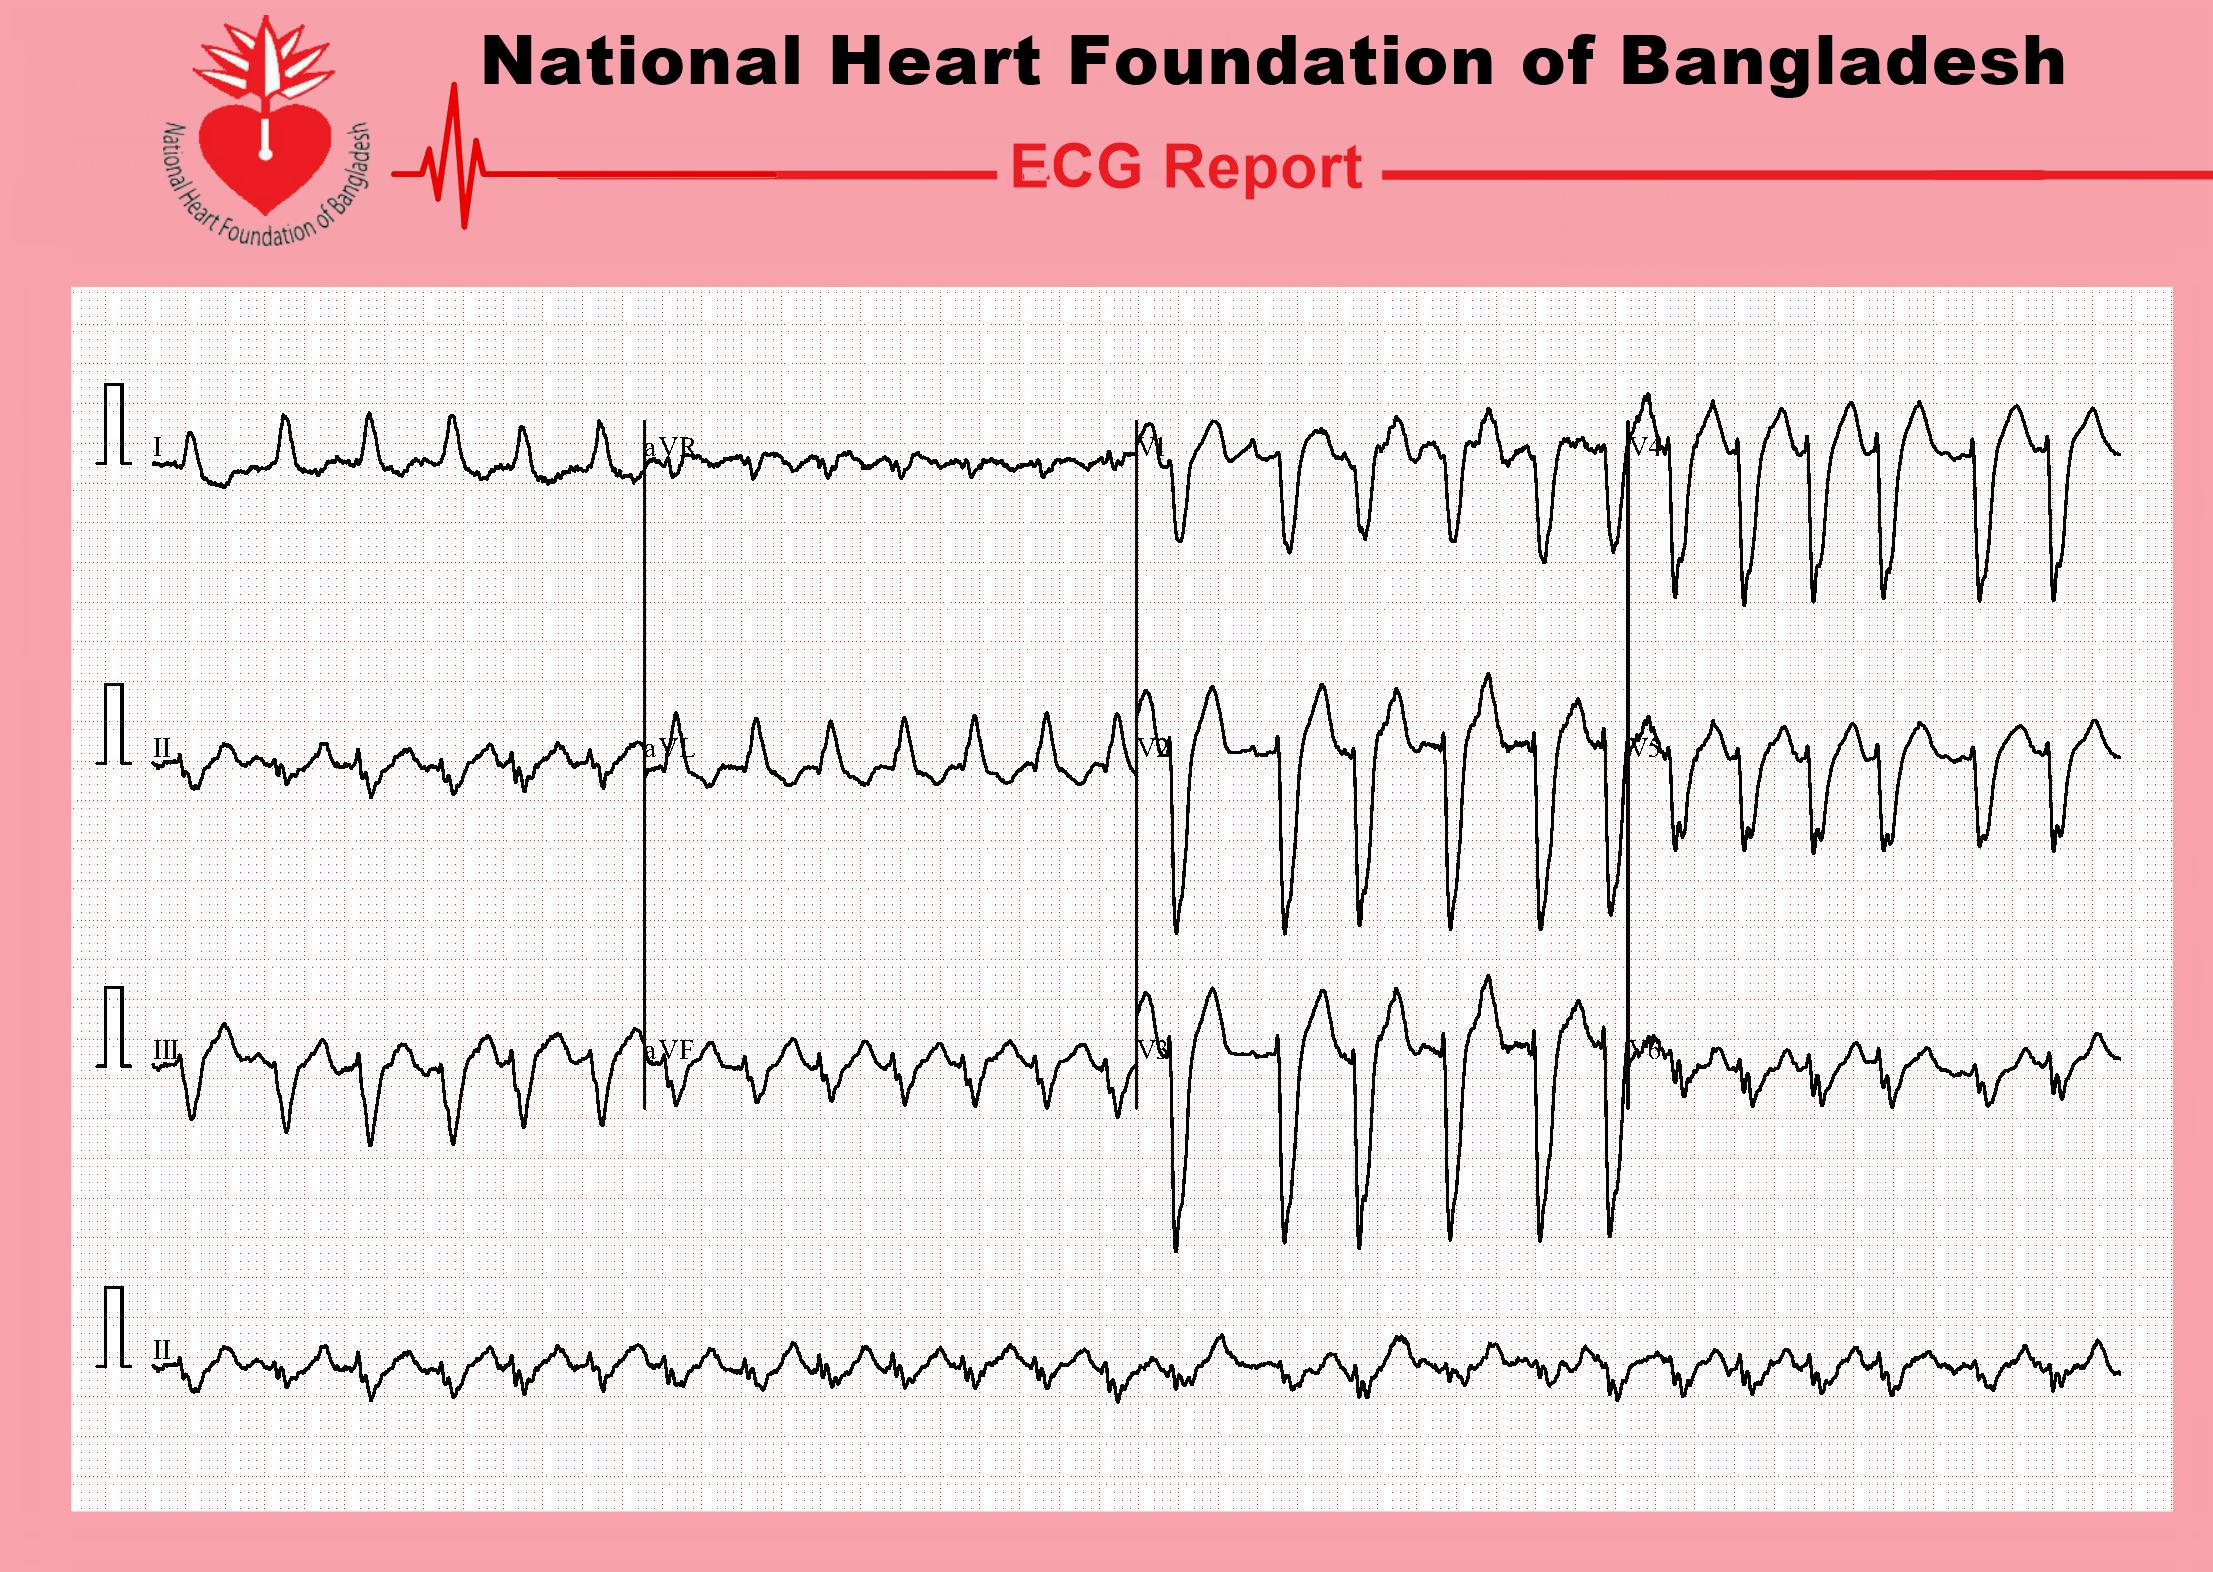 National Heart Foundation of Bangladesh
National Heart Foundation of Bangladesh
ECG Report
I
aVR
V1
V4
II
aVL
V2
V5
III
aVF
V3
V6
II